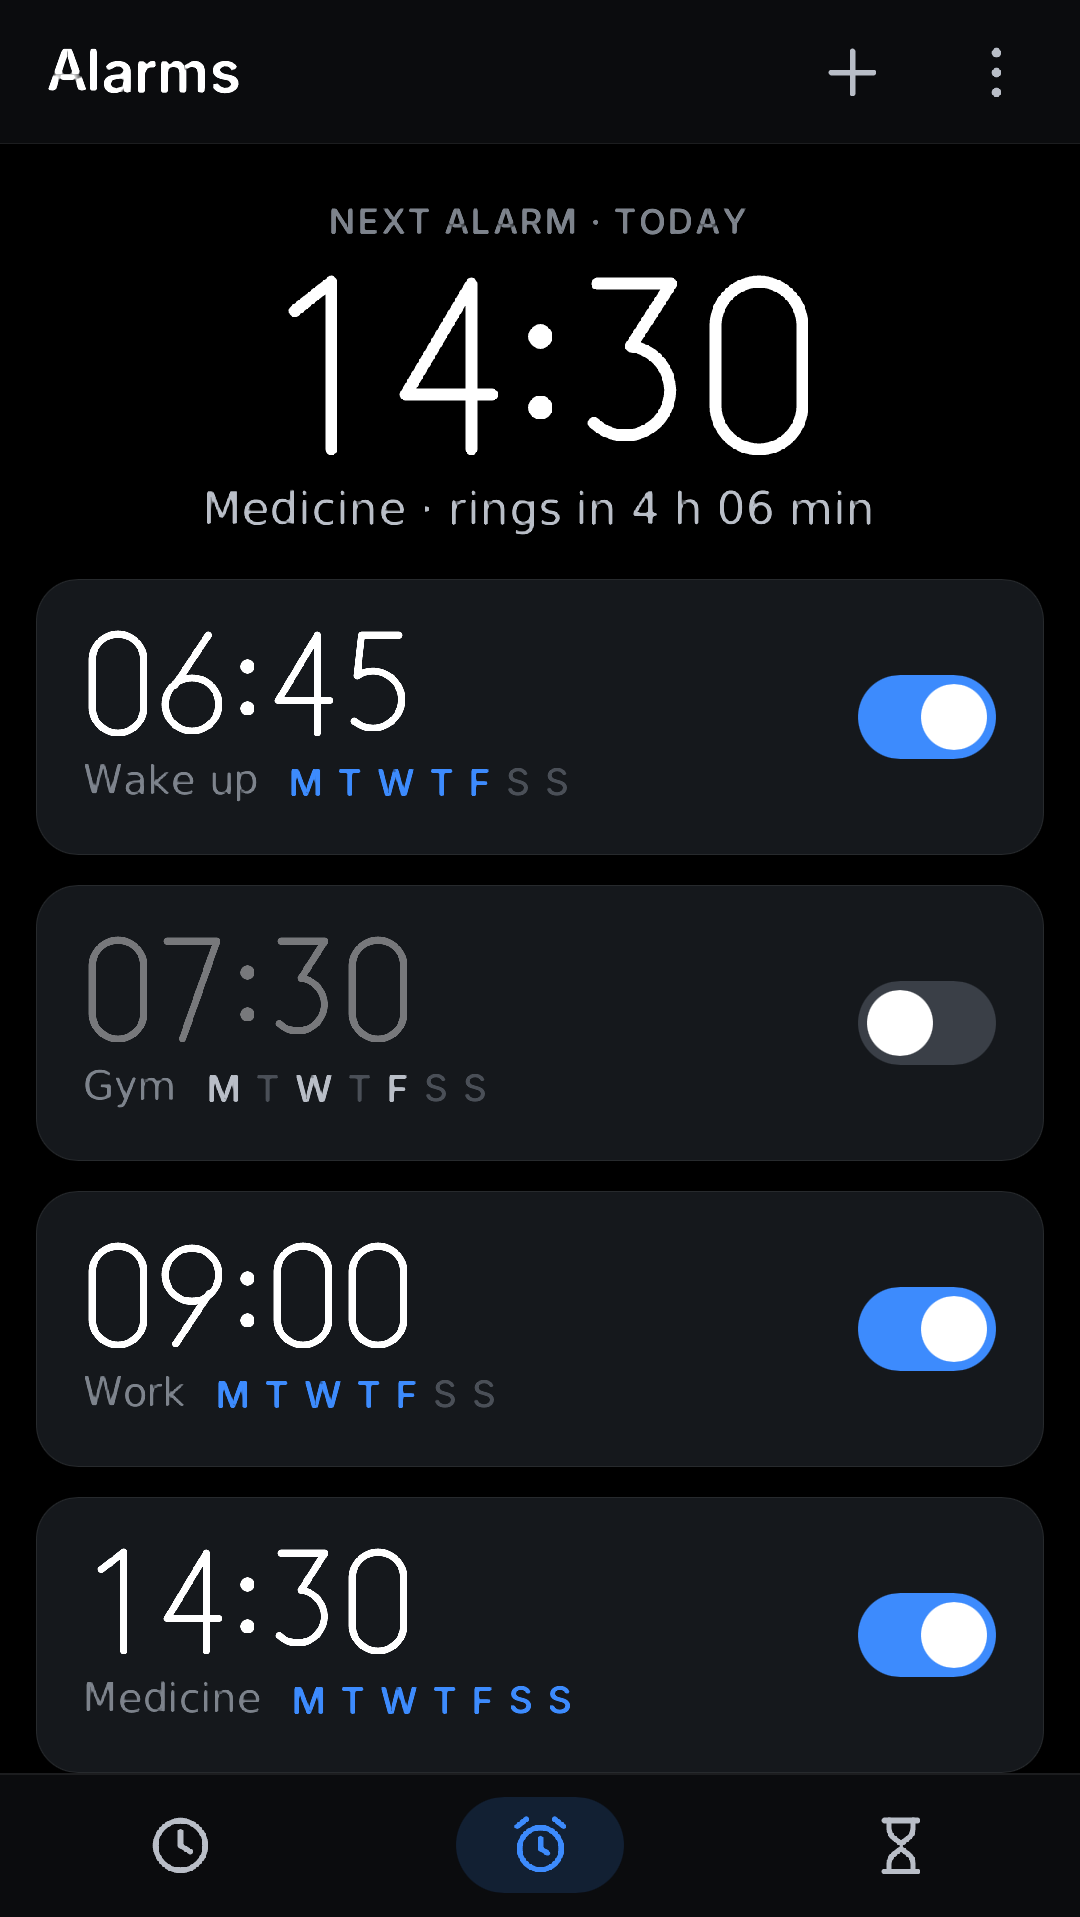 Alarms
NEXT ALARM · TODAY
14:30
Medicine · rings in 4 h 06 min
06:45
Wake up M T W T F S S
07:30
Gym M T W T F S S
09:00
Work M T W T F S S
14:30
Medicine M T W T F S S